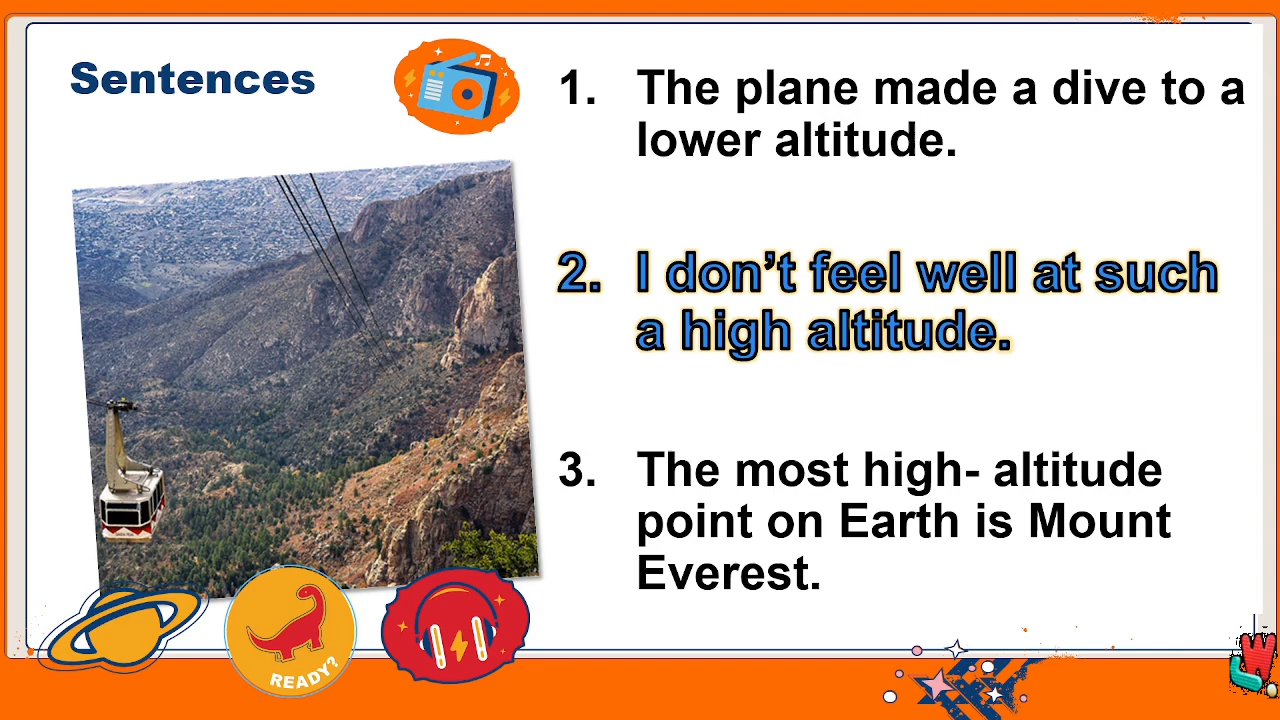 Sentences
1. The plane made a dive to a
lower altitude.
2. I don’t feel well at such
a high altitude.
3. The most high- altitude
point on Earth is Mount
Everest.
READY?
W